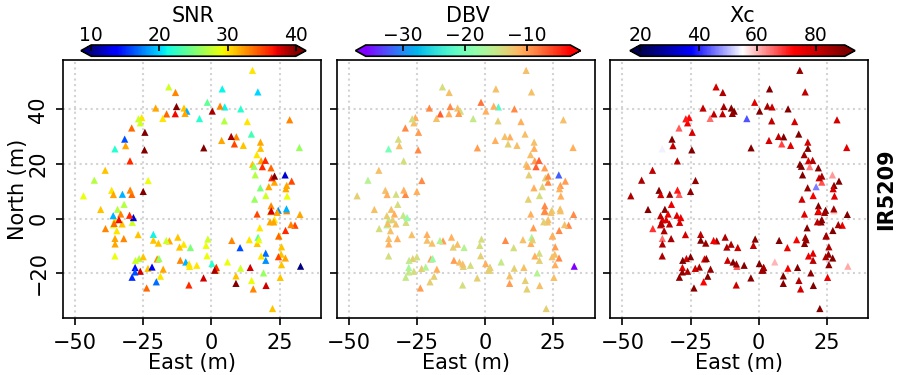 SNR DBV Xc
10 20 30 40 −30 −20 −10 20 40 60 80
40
20
0
−20
North (m)
−50 −25 0 25 −50 −25 0 25 −50 −25 0 25
East (m) East (m) East (m)
IR5209